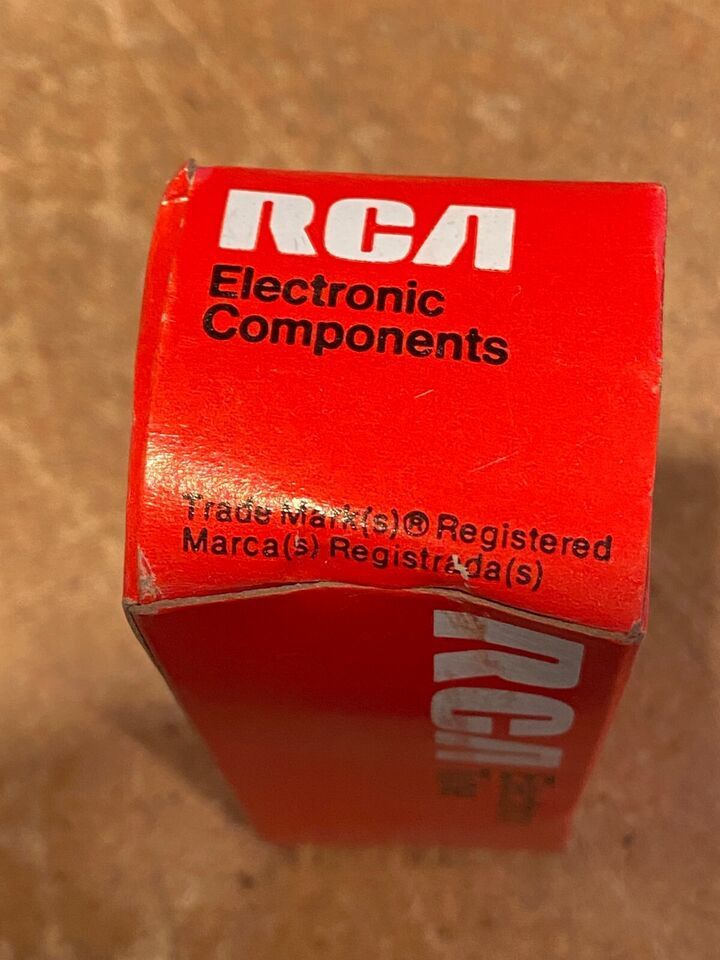 RCA
Electronic
Components
Trade Mark(s)® Registered
Marca(s) Registrada(s)
RCA